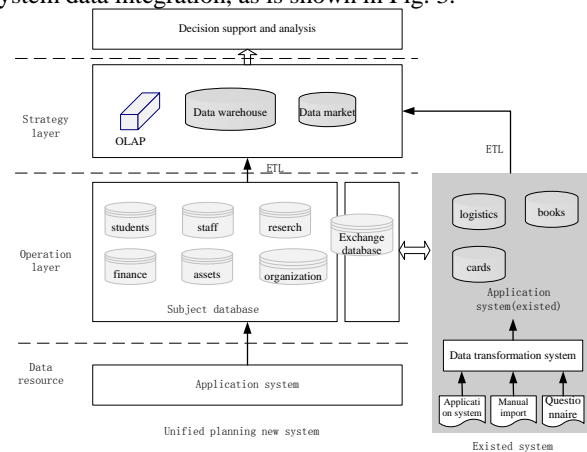 ystem data integration, as is shown in Fig. 3.
Decision support and analysis
Strategy
layer
OLAP
Data warehouse
Data market
ETL
ETL
Operation
layer
students
staff
reserch
finance
assets
organization
Subject database
Exchange
database
logistics
books
cards
Application
system(existed)
Data transformation system
Applicati
on system
Manual
import
Questio
nnaire
Data
resource
Application system
Unified planning new system
Existed system